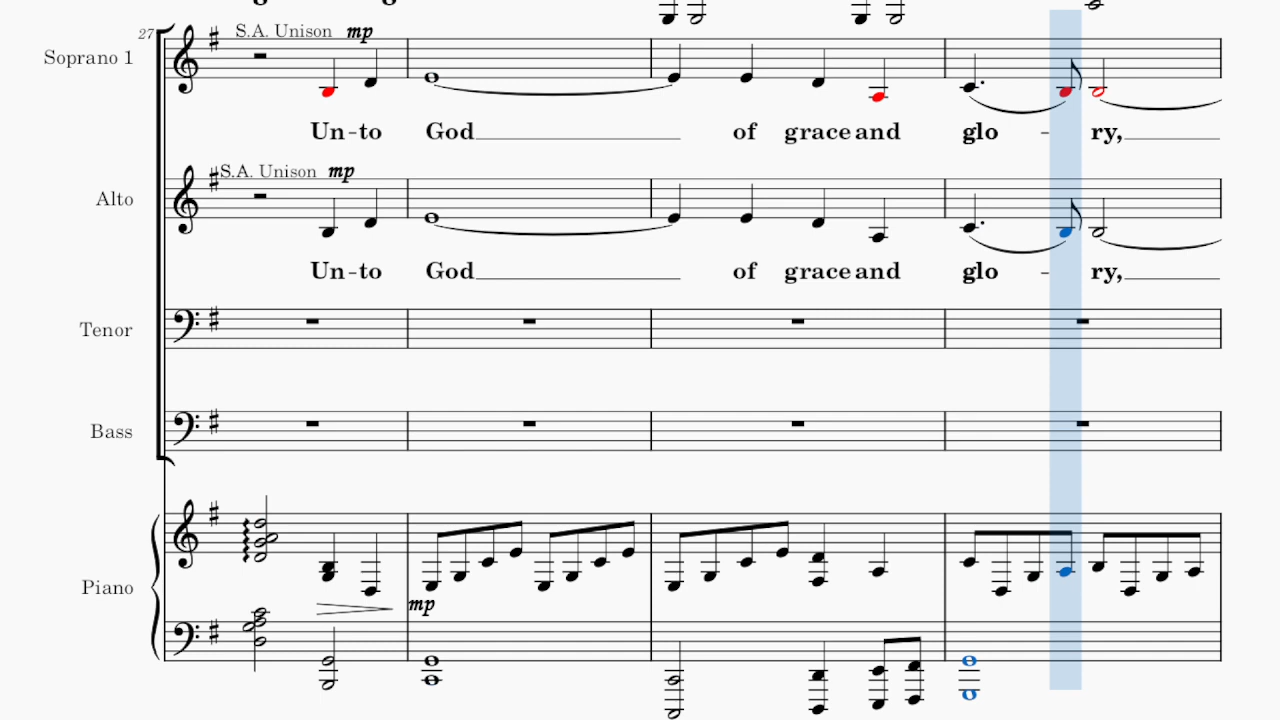 27
S.A. Unison mp
Soprano 1
Un-to God of grace and glo - ry,
S.A. Unison mp
Alto
Un-to God of grace and glo - ry,
Tenor
Bass
Piano
mp